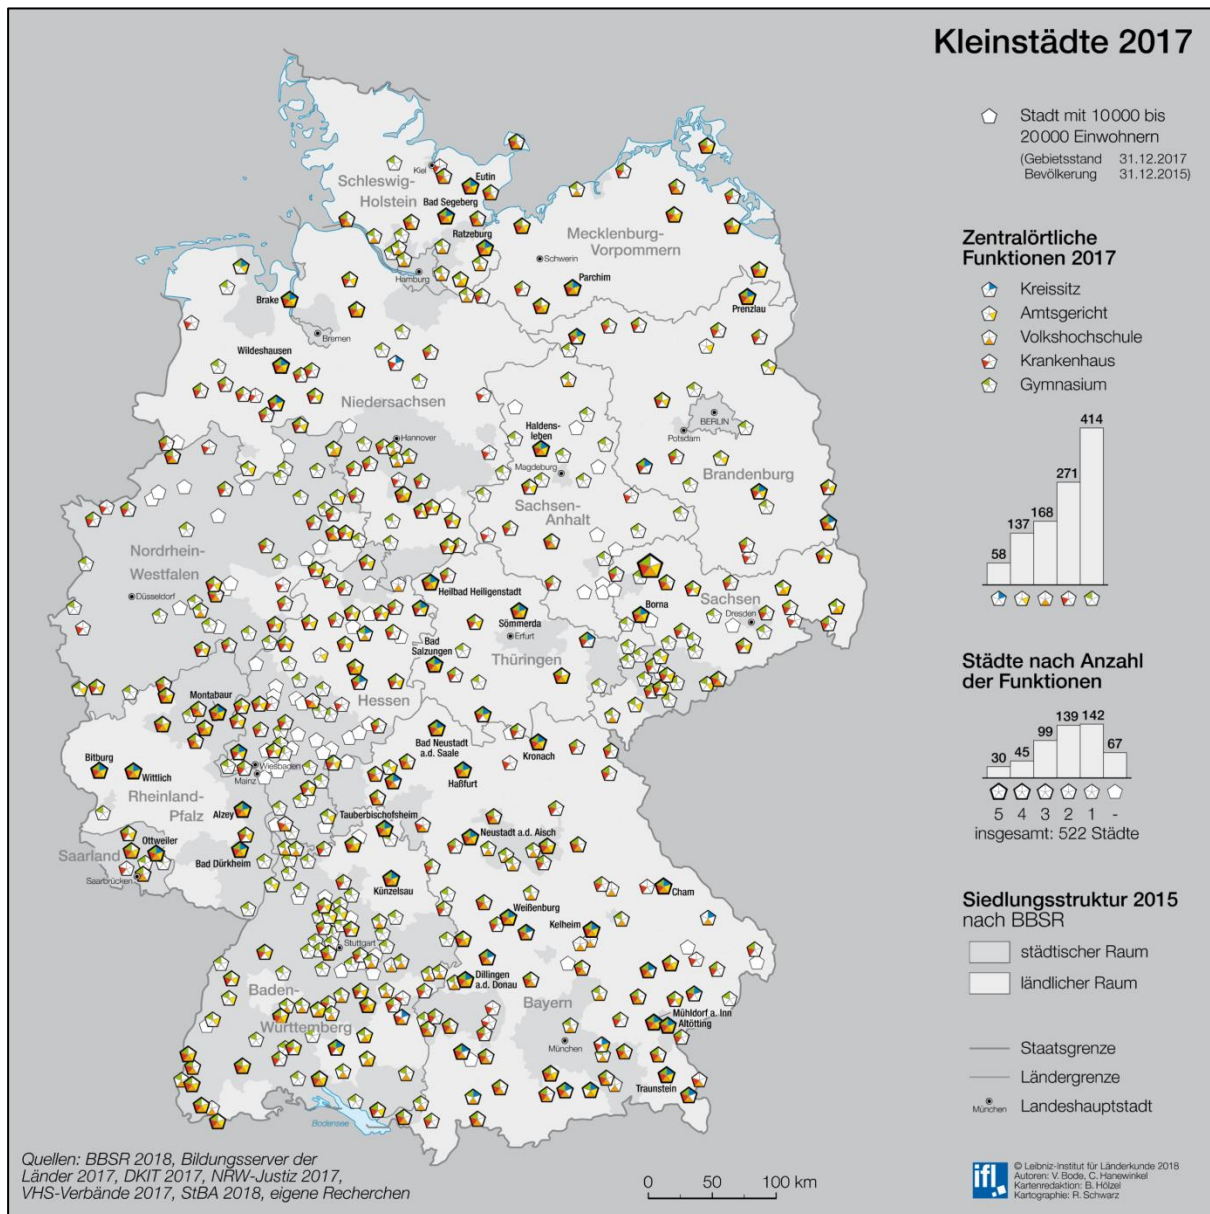 Kleinstädte 2017
Stadt mit 10000 bis
20000 Einwohnern
(Gebietsstand 31.12.2017
Bevölkerung 31.12.2015)
Zentralörtliche
Funktionen 2017
Kreissitz
Amtsgericht
Volkshochschule
Krankenhaus
Gymnasium
58
137
168
271
414
Städte nach Anzahl
der Funktionen
30
45
99
139
142
67
5 4 3 2 1 -
insgesamt: 522 Städte
Siedlungsstruktur 2015
nach BBSR
städtischer Raum
ländlicher Raum
Staatsgrenze
Ländergrenze
München
Landeshauptstadt
Kiel
Eutin
Schleswig-
Holstein
Bad Segeberg
Ratzeburg
Mecklenburg-
Vorpommern
Schwerin
Hamburg
Parchim
Brake
Prenzlau
Bremen
Wildeshausen
Niedersachsen
BERLIN
Hannover
Haldens-
leben
Potsdam
Magdeburg
Brandenburg
Sachsen-
Anhalt
Nordrhein-
Westfalen
Düsseldorf
Heilbad Heiligenstadt
Sömmerda
Borna
Sachsen
Dresden
Erfurt
Bad
Salzungen
Thüringen
Hessen
Montabaur
Bad Neustadt
a.d. Saale
Kronach
Bitburg
Wittlich
Wiesbaden
Mainz
Haßfurt
Rheinland-
Pfalz
Alzey
Tauberbischofsheim
Neustadt a.d. Aisch
Ottweiler
Saarland
Bad Dürkheim
Saarbrücken
Künzelsau
Cham
Weißenburg
Kelheim
Stuttgart
Dillingen
a.d. Donau
Baden-
Württemberg
Bayern
Mühldorf a. Inn
Altötting
München
Traunstein
Bodensee
Quellen: BBSR 2018, Bildungsserver der
Länder 2017, DKIT 2017, NRW-Justiz 2017,
VHS-Verbände 2017, StBA 2018, eigene Recherchen
0 50 100 km
ifl
© Leibniz-Institut für Länderkunde 2018
Autoren: V. Bode, C. Hanewinkel
Kartenredaktion: B. Hölzel
Kartographie: R. Schwarz